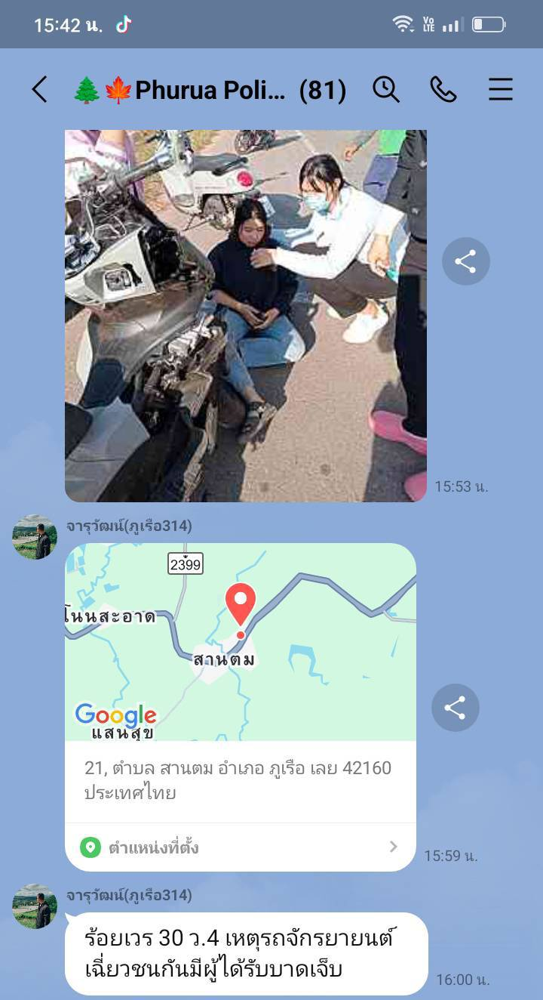 15:42 น.
Vo
LTE
Phurua Poli... (81)
15:53 น.
จารุวัฒน์(ภูเรือ314)
2399
โนนสะอาด
สานตม
Google
แสนสุข
21, ตำบล สานตม อำเภอ ภูเรือ เลย 42160
ประเทศไทย
ตำแหน่งที่ตั้ง
15:59 น.
จารุวัฒน์(ภูเรือ314)
ร้อยเวร 30 ว.4 เหตุรถจักรยายนต์
เฉี่ยวชนกันมีผู้ได้รับบาดเจ็บ
16:00 น.